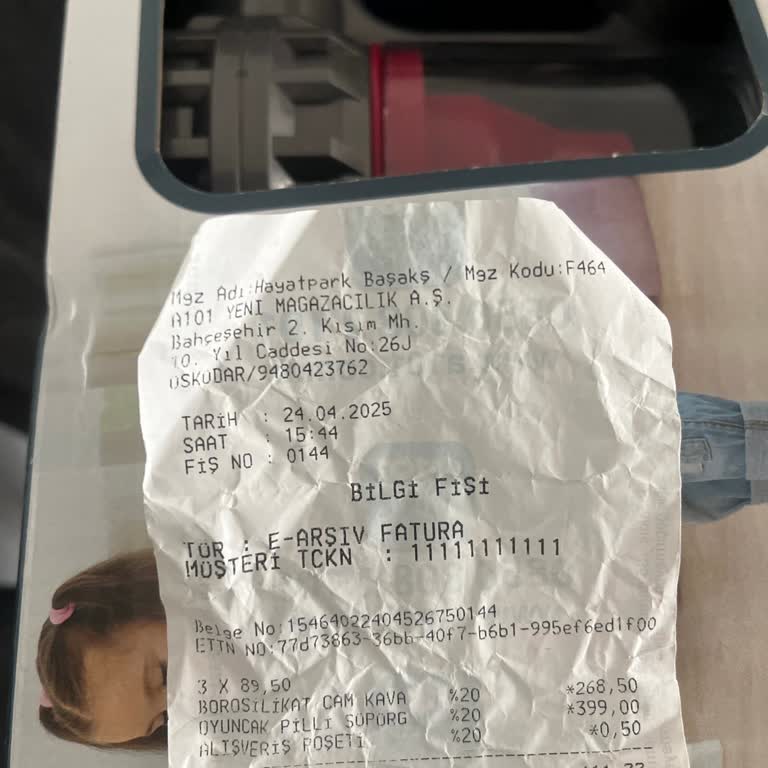 Mgz Adı:Hayatpark Başakş / Mgz Kodu:F464
A101 YENİ MAGAZACILIK A.Ş.
Bahçeşehir 2. Kısım Mh.
10. Yıl Caddesi No:26J
ÜSKÜDAR/9480423762
TARİH : 24.04.2025
SAAT : 15:44
FİŞ NO : 0144
BİLGİ FİŞİ
TÜR : E-ARŞİV FATURA
MÜŞTERİ TCKN : 11111111111
Belge No:15464022404526750144
ETTN NO:77d73863-36bb-40f7-b6b1-995ef6ed1f00
3 X 89,50
BOROSİLİKAT CAM KAVA %20 *268,50
OYUNCAK PİLLİ SÜPÜRG %20 *399,00
ALIŞVERİŞ POŞETİ %20 *0,50